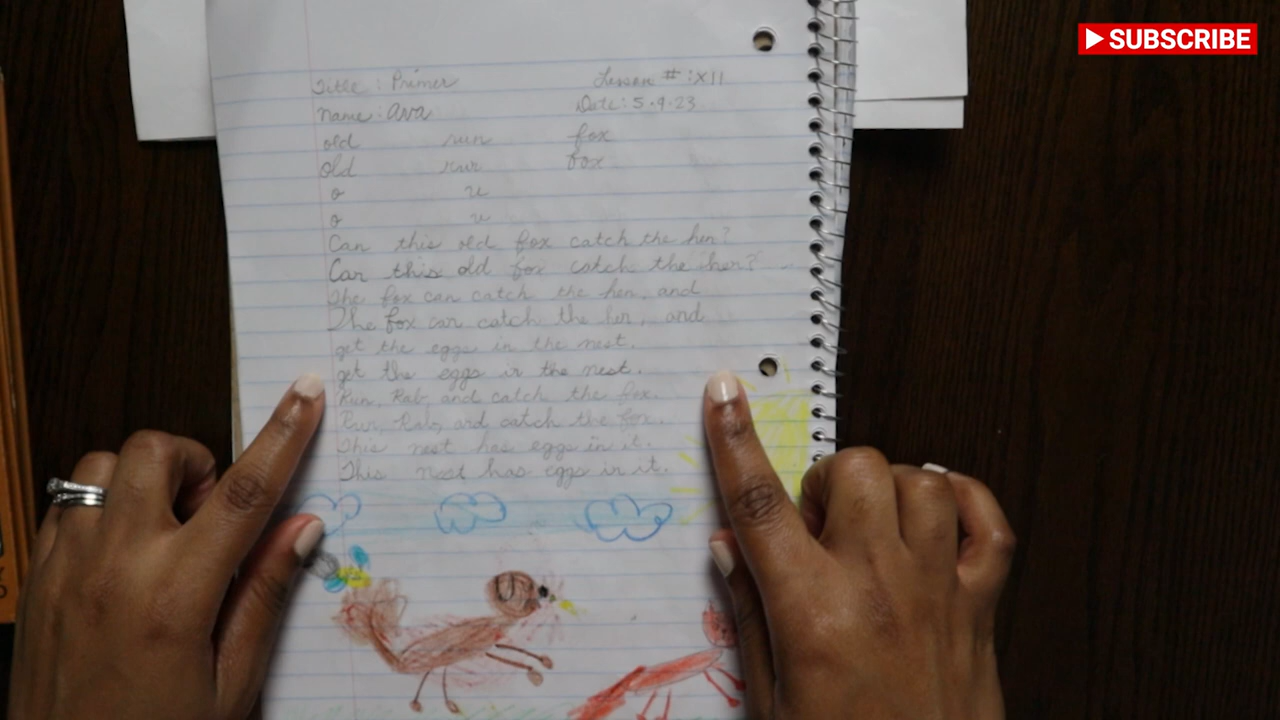 SUBSCRIBE
Title: Primer Lesson #: XII
Name: Ava Date: 5.9.23
old run fox
old run fox
o u
o u
Can this old fox catch the hen?
Can this old fox catch the hen?
The fox can catch the hen, and
The fox can catch the hen, and
get the eggs in the nest.
get the eggs in the nest.
Run, Rab, and catch the fox.
Run, Rab, and catch the fox.
This nest has eggs in it.
This nest has eggs in it.